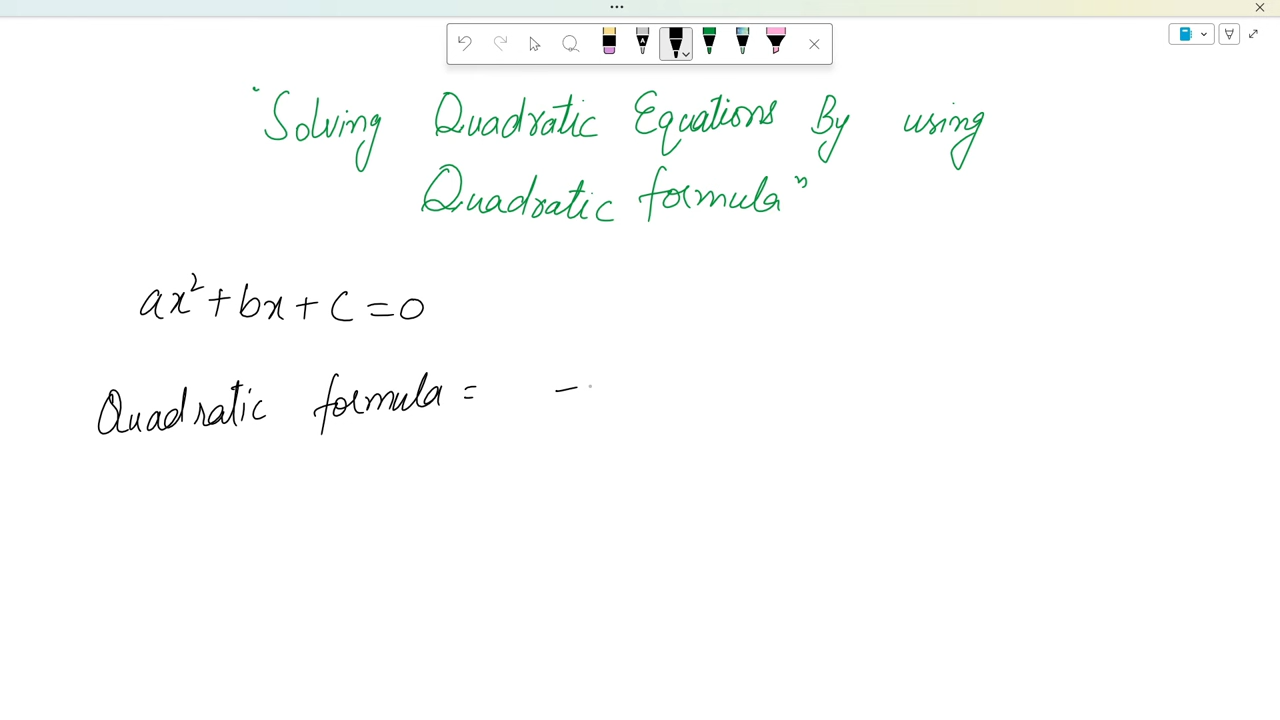 "Solving Quadratic Equations By using
Quadratic formula"
ax²+bx+c=0
Quadratic formula= -